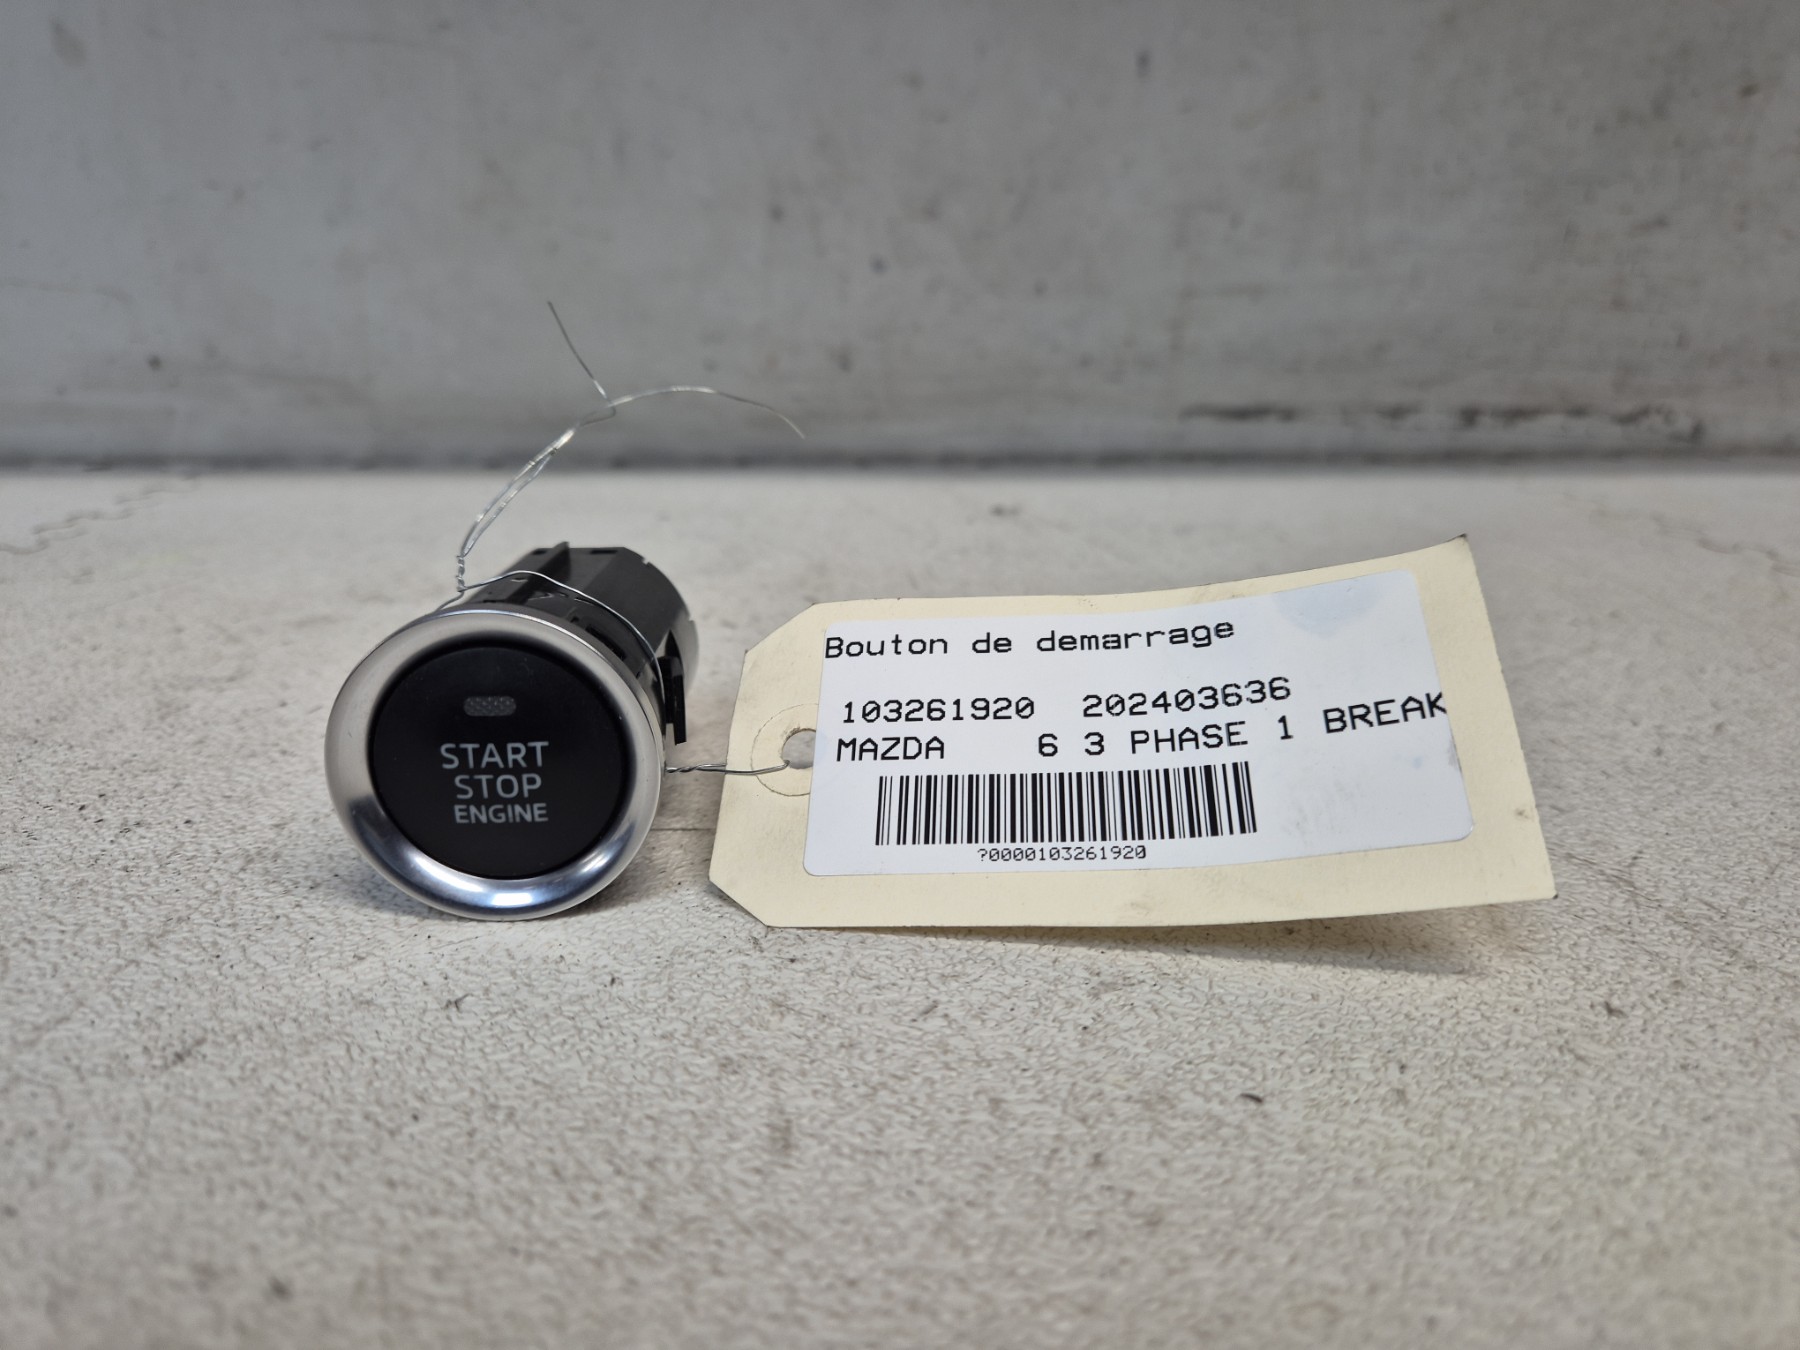 START
STOP
ENGINE
Bouton de demarrage
103261920 202403636
MAZDA 6 3 PHASE 1 BREAK
?0000103261920